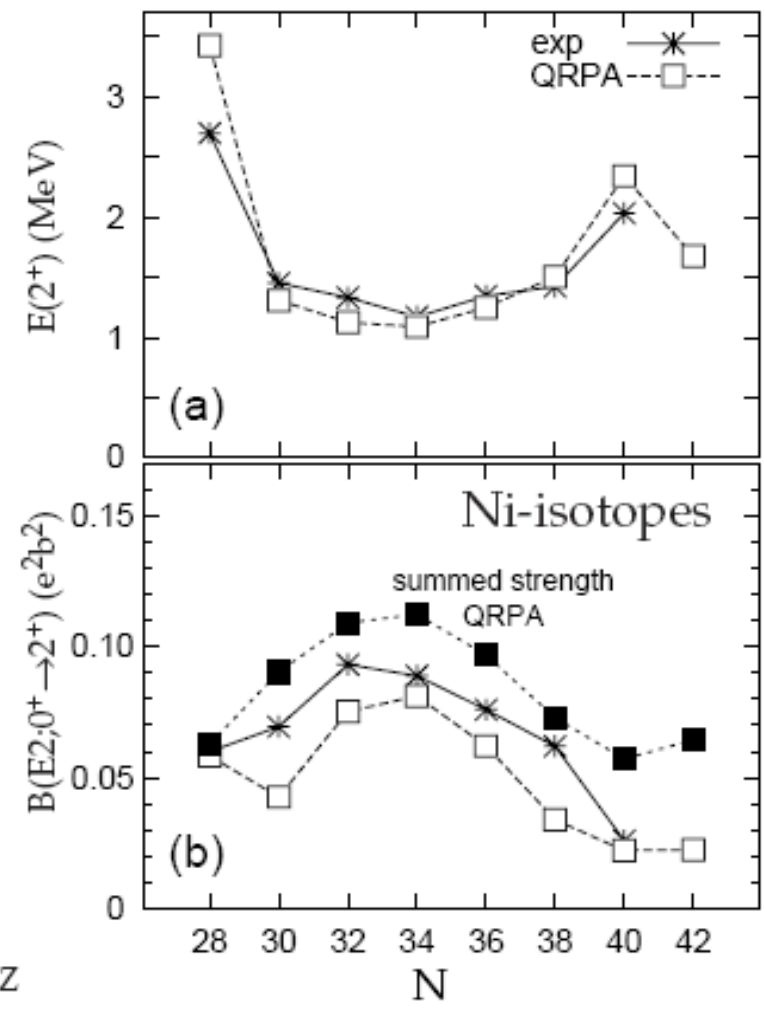 exp
QRPA
3
2
1
0
E(2⁺) (MeV)
(a)
Ni-isotopes
summed strength
QRPA
0.15
0.10
0.05
0
B(E2;0⁺→2⁺) (e²b²)
(b)
28 30 32 34 36 38 40 42
N
z